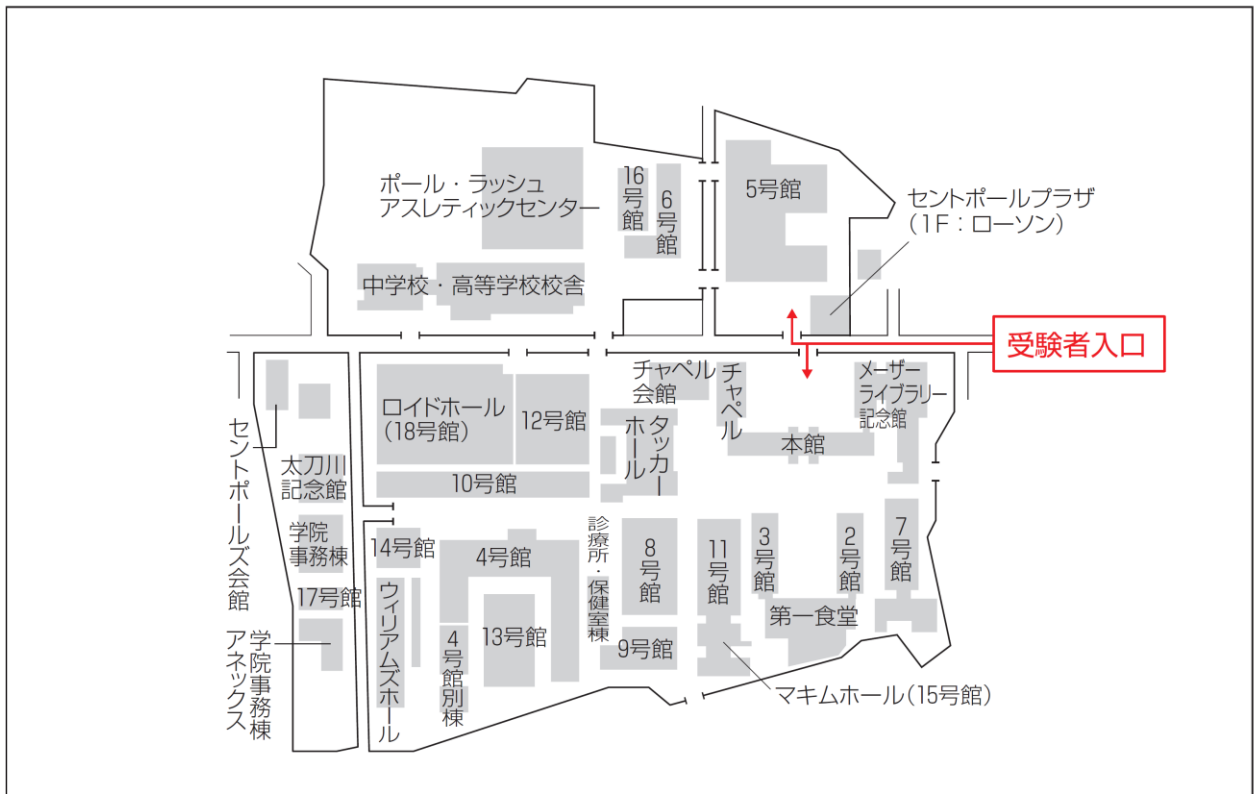 ポール・ラッシュ
アスレティックセンター
16号館
6号館
5号館
セントポールプラザ
(1F：ローソン)
中学校・高等学校校舎
受験者入口
チャペル
会館
チャペル
メーザー
ライブラリー
記念館
ロイドホール
(18号館)
12号館
タッカー
ホール
本館
セントポールズ会館
太刀川
記念館
10号館
学院
事務棟
14号館
4号館
診療所・保健室棟
8号館
11号館
3号館
2号館
7号館
17号館
ウィリアムズホール
13号館
第一食堂
学院事務棟
アネックス
4号館別棟
9号館
マキムホール(15号館)